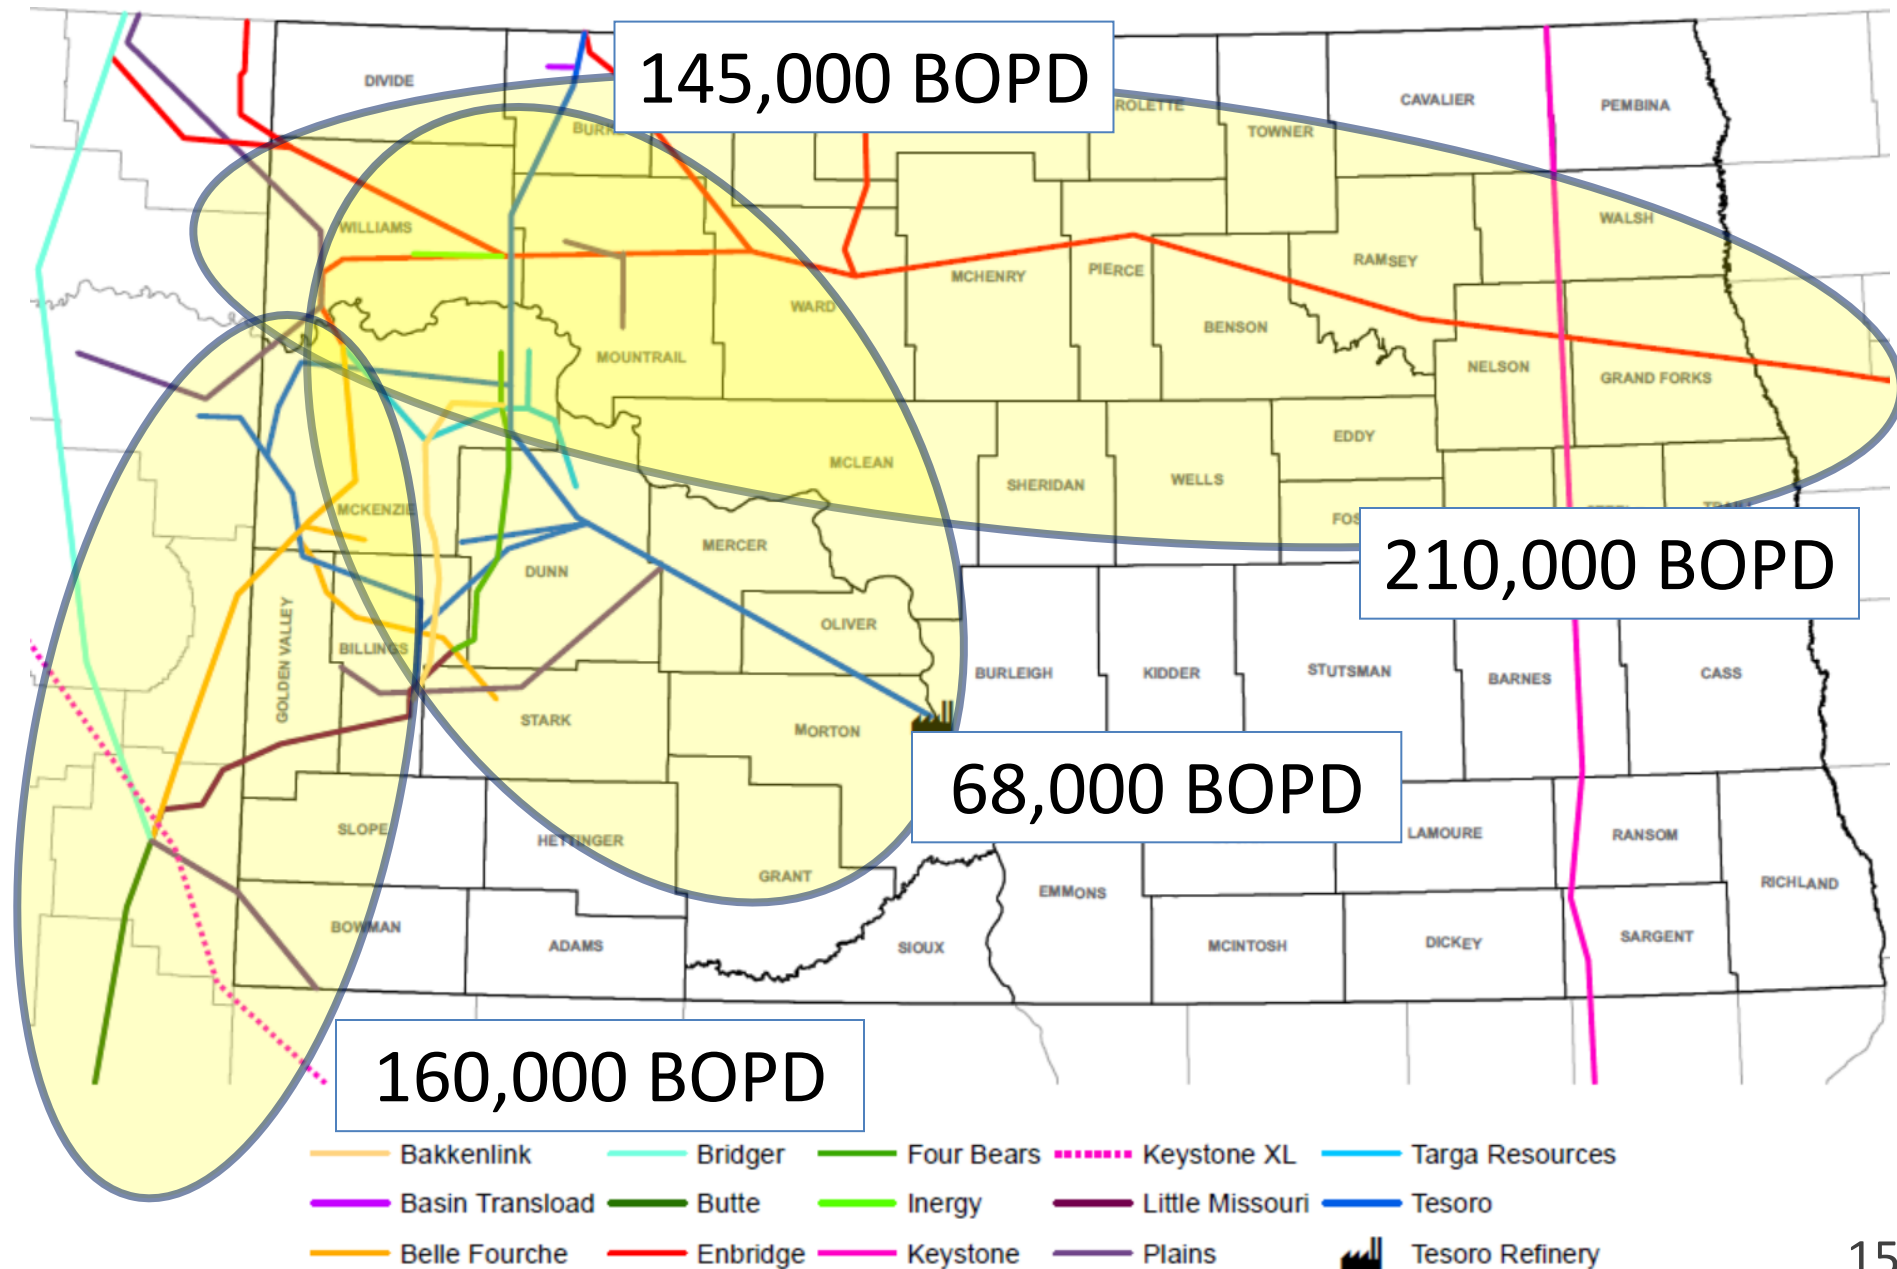 145,000 BOPD
DIVIDE
CAVALIER
PEMBINA
ROLETTE
TOWNER
WILLIAMS
WALSH
MCHENRY
PIERCE
RAMSEY
WARD
BENSON
MOUNTRAIL
NELSON
GRAND FORKS
EDDY
MCLEAN
SHERIDAN
WELLS
MCKENZIE
FOS
210,000 BOPD
MERCER
DUNN
GOLDEN VALLEY
OLIVER
BILLINGS
BURLEIGH
KIDDER
STUTSMAN
BARNES
CASS
STARK
MORTON
68,000 BOPD
SLOPE
HETTINGER
LAMOURE
RANSOM
GRANT
EMMONS
RICHLAND
BOWMAN
ADAMS
SIOUX
MCINTOSH
DICKEY
SARGENT
160,000 BOPD
Bakkenlink Bridger Four Bears Keystone XL Targa Resources
Basin Transload Butte Inergy Little Missouri Tesoro
Belle Fourche Enbridge Keystone Plains Tesoro Refinery
15